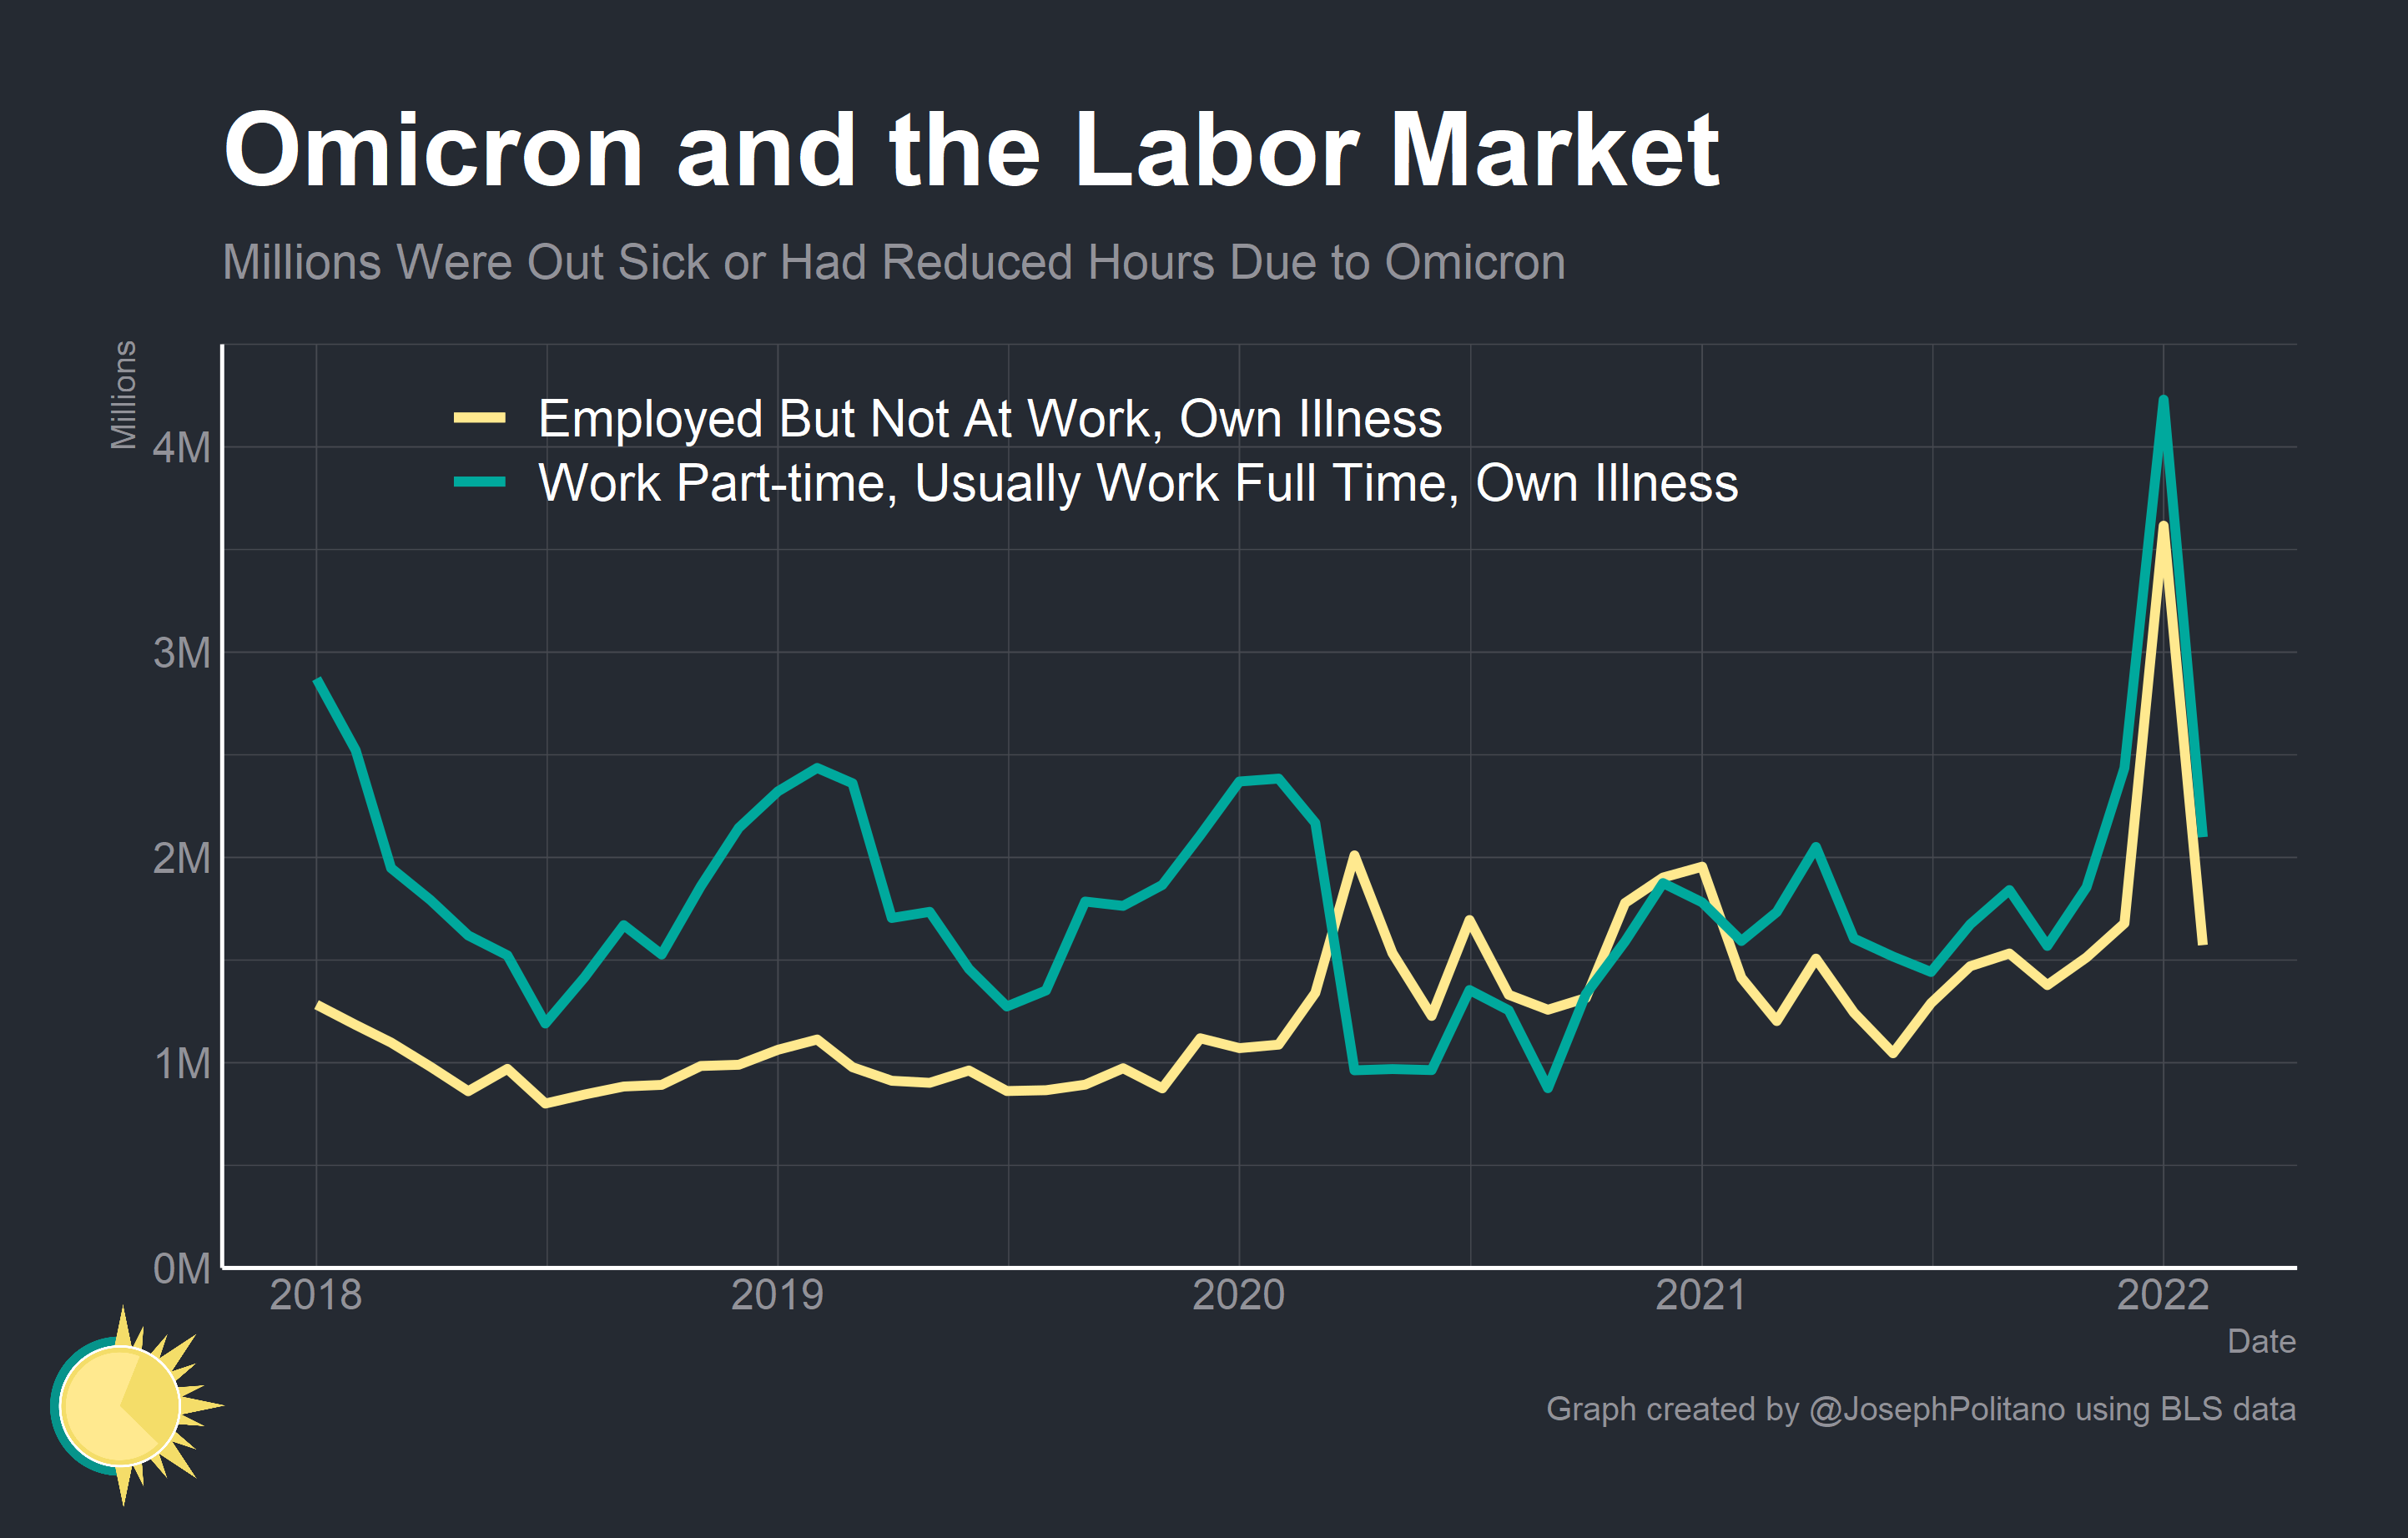 Omicron and the Labor Market
Millions Were Out Sick or Had Reduced Hours Due to Omicron
Millions
Employed But Not At Work, Own Illness
Work Part-time, Usually Work Full Time, Own Illness
4M
3M
2M
1M
0M
2018 2019 2020 2021 2022
Date
Graph created by @JosephPolitano using BLS data